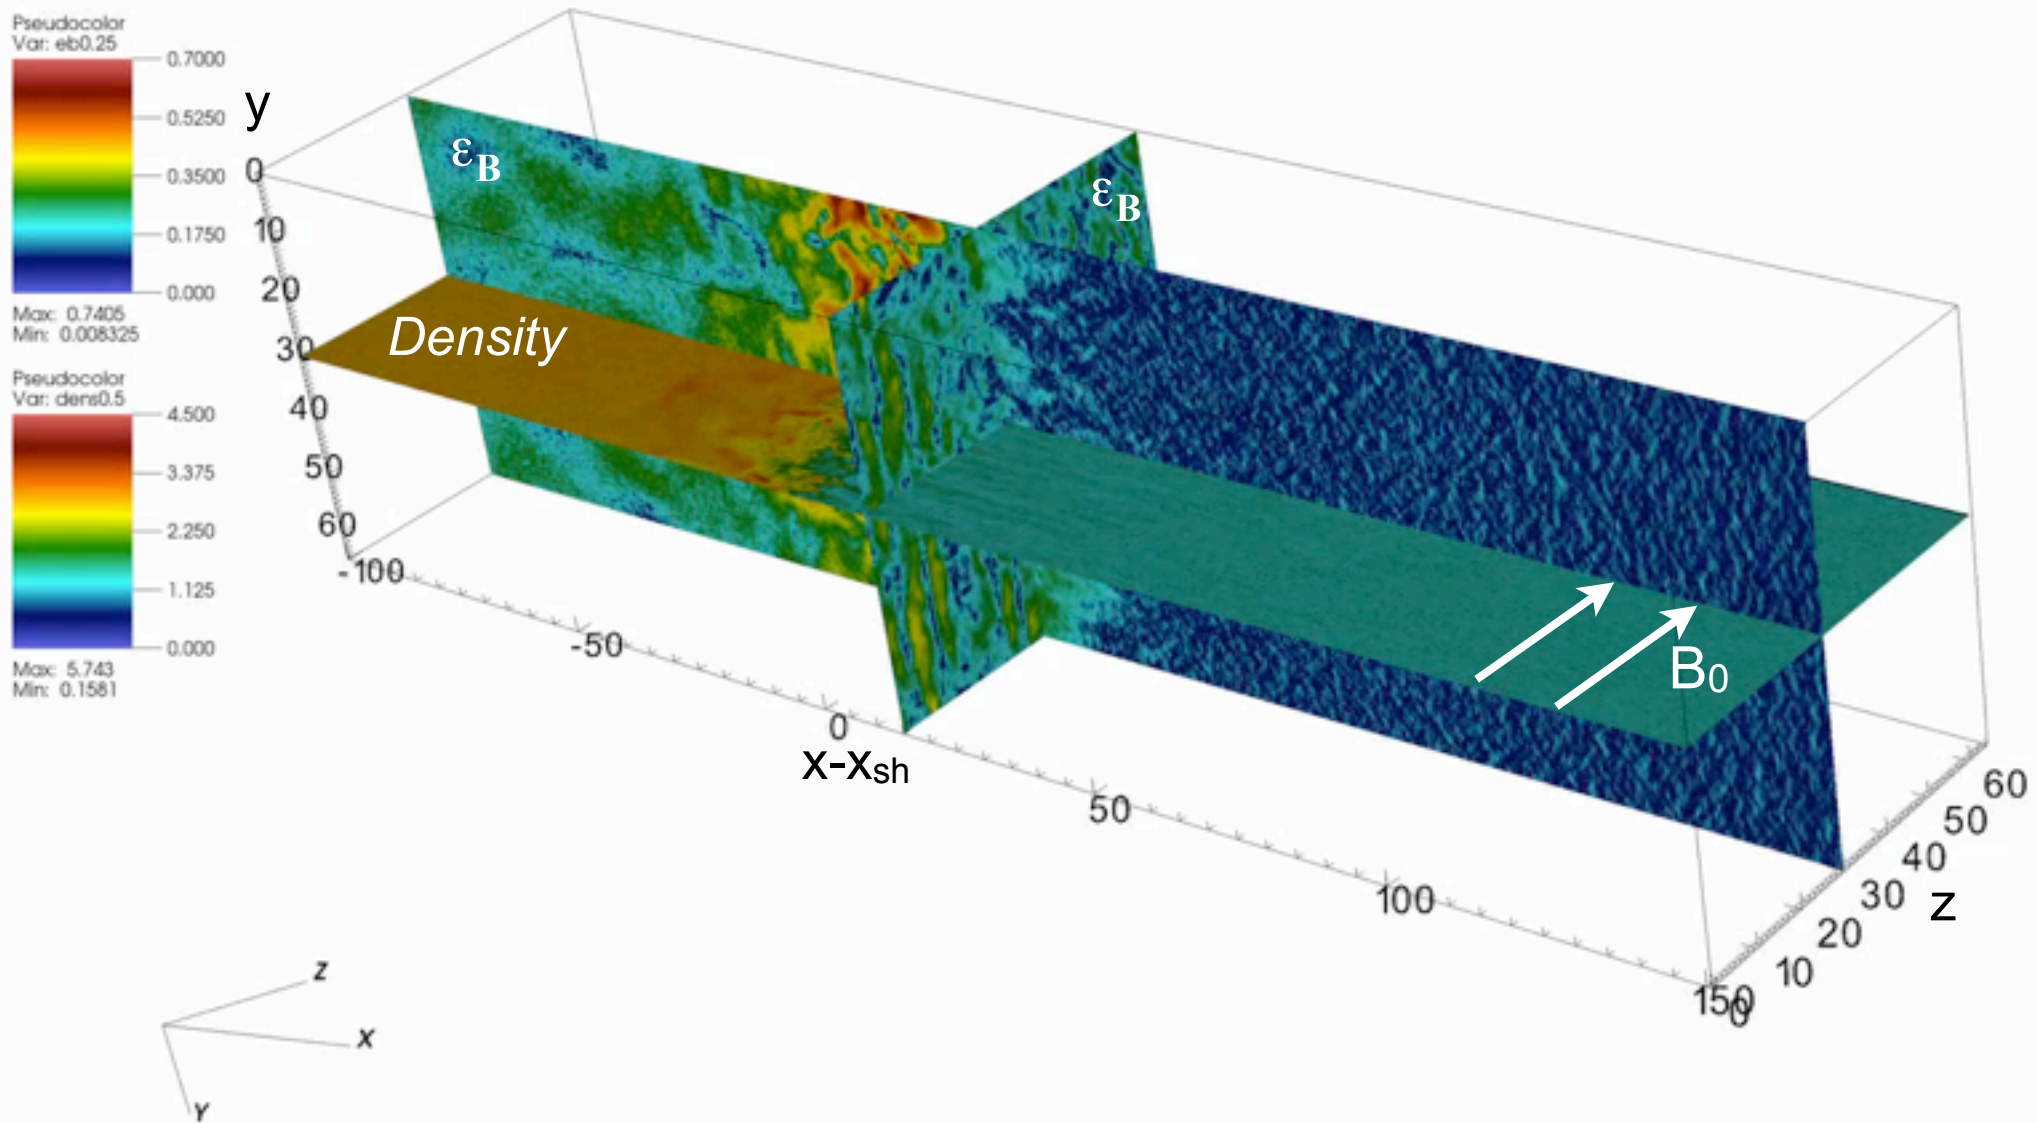 Pseudocolor
Var: eb0.25
0.7000
0.5250
0.3500
0.1750
0.000
Max: 0.7405
Min: 0.008325
Pseudocolor
Var: dens0.5
4.500
3.375
2.250
1.125
0.000
Max: 5.743
Min: 0.1581
y
0
10
20
30
40
50
60
εB
εB
Density
B0
-100
-50
0
50
100
150
x-xsh
0
10
20
30
40
50
60
z
Z
X
Y